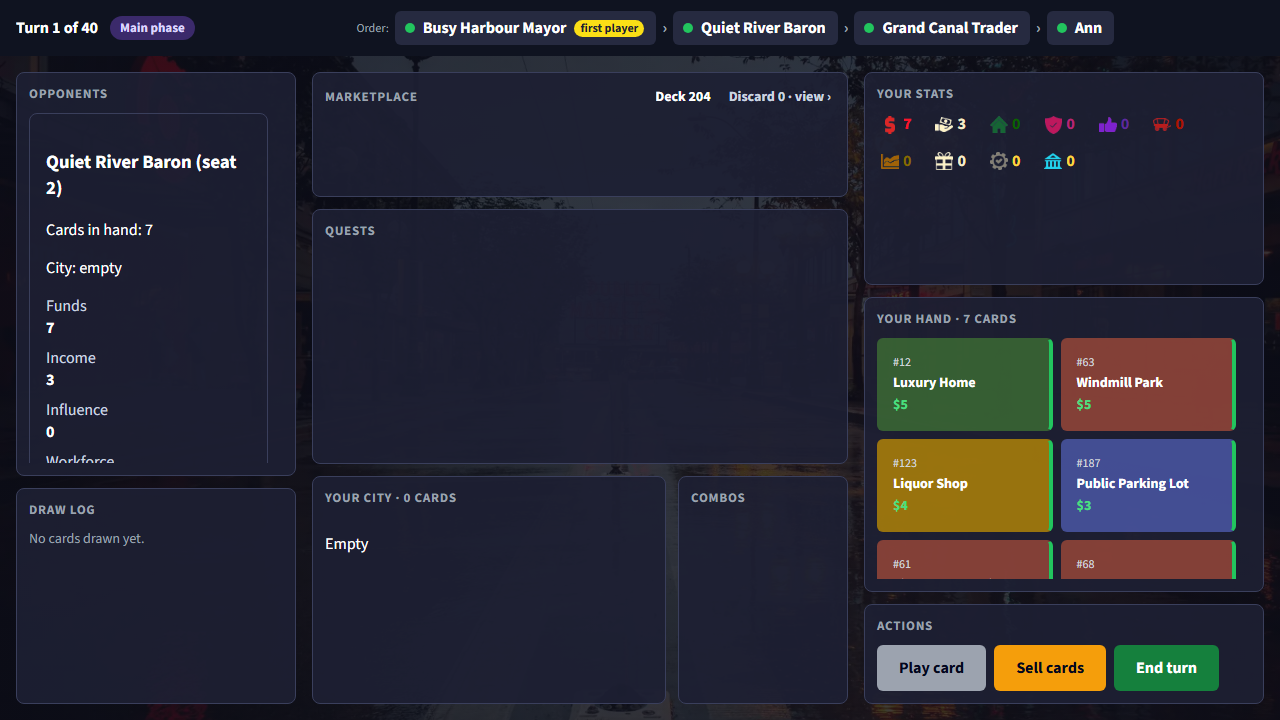 Turn 1 of 40 Main phase Order: Busy Harbour Mayor first player › Quiet River Baron › Grand Canal Trader › Ann
OPPONENTS
Quiet River Baron (seat
2)
Cards in hand: 7
City: empty
Funds
7
Income
3
Influence
0
Workforce
DRAW LOG
No cards drawn yet.
MARKETPLACE Deck 204 Discard 0 · view ›
QUESTS
YOUR CITY · 0 CARDS
Empty
COMBOS
YOUR STATS
7 3 0 0 0 0
0 0 0 0
YOUR HAND · 7 CARDS
#12
Luxury Home
$5
#63
Windmill Park
$5
#123
Liquor Shop
$4
#187
Public Parking Lot
$3
#61
#68
ACTIONS
Play card Sell cards End turn